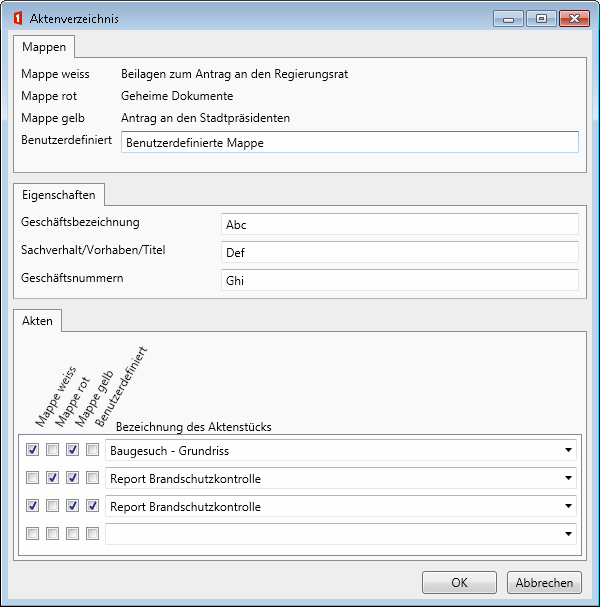 Aktenverzeichnis
Mappen
Mappe weiss Beilagen zum Antrag an den Regierungsrat
Mappe rot Geheime Dokumente
Mappe gelb Antrag an den Stadtpräsidenten
Benutzerdefiniert Benutzerdefinierte Mappe
Eigenschaften
Geschäftsbezeichnung Abc
Sachverhalt/Vorhaben/Titel Def
Geschäftsnummern Ghi
Akten
Mappe weiss
Mappe rot
Mappe gelb
Benutzerdefiniert
Bezeichnung des Aktenstücks
Baugesuch - Grundriss
Report Brandschutzkontrolle
Report Brandschutzkontrolle
OK Abbrechen